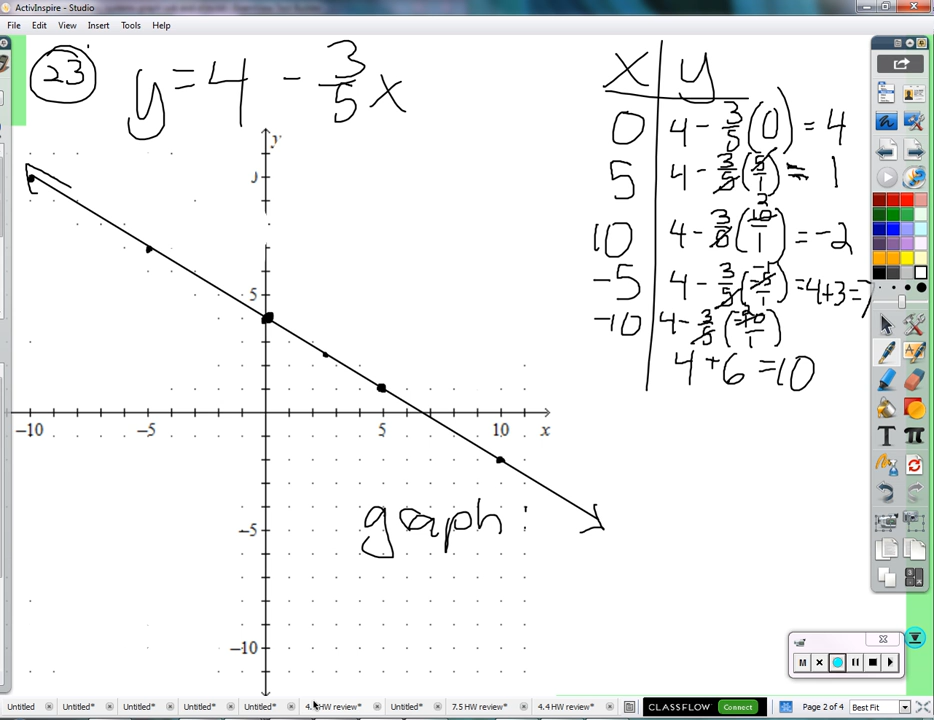 ActivInspire - Studio
File Edit View Insert Tools Help
23 y = 4 - 3/5 x
x y
0 4 - 3/5 (0) = 4
5 4 - 3/5 (5/1) = 1
10 4 - 3/5 (10/1) = -2
-5 4 - 3/5 (-5/1) = 4+3=7
-10 4 - 3/5 (-10/1)
4 + 6 = 10
y
5
-10 -5 5 10 x
graph :
-5
-10
M
Untitled Untitled* Untitled* Untitled* Untitled* 4. HW review* Untitled* 7.5 HW review* 4.4 HW review* CLASSFLOW Connect Page 2 of 4 Best Fit